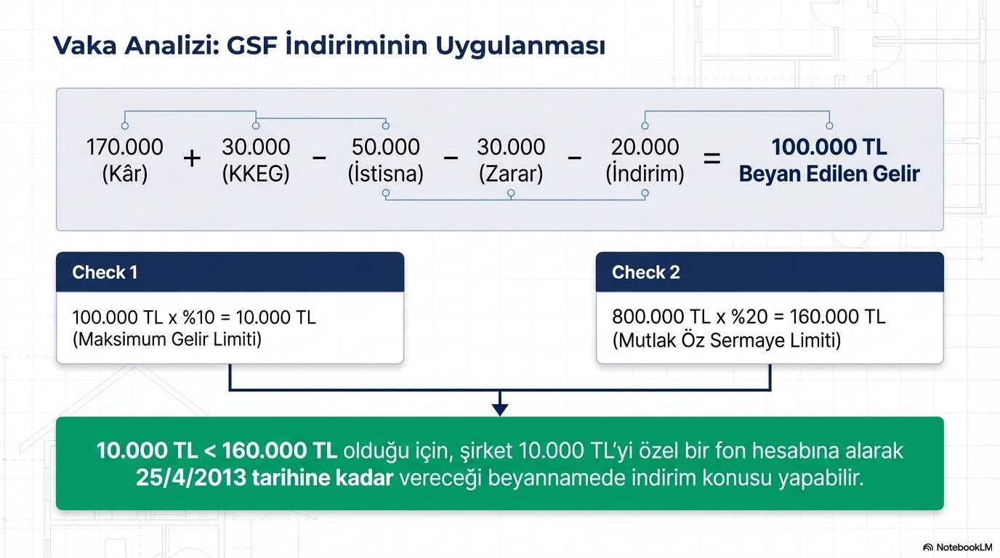 Vaka Analizi: GSF İndiriminin Uygulanması
170.000 + 30.000 − 50.000 − 30.000 − 20.000 = 100.000 TL
(Kâr) (KKEG) (İstisna) (Zarar) (İndirim) Beyan Edilen Gelir
Check 1
100.000 TL x %10 = 10.000 TL
(Maksimum Gelir Limiti)
Check 2
800.000 TL x %20 = 160.000 TL
(Mutlak Öz Sermaye Limiti)
10.000 TL < 160.000 TL olduğu için, şirket 10.000 TL'yi özel bir fon hesabına alarak
25/4/2013 tarihine kadar vereceği beyannamede indirim konusu yapabilir.
NotebookLM